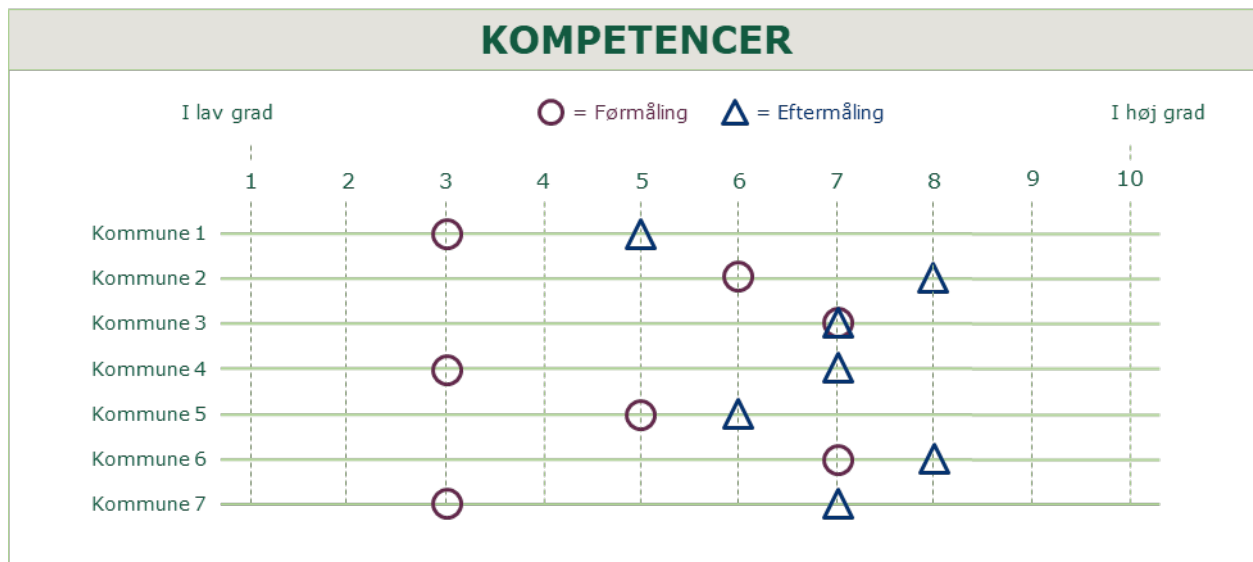 KOMPETENCER
I lav grad = Førmåling = Eftermåling I høj grad
1 2 3 4 5 6 7 8 9 10
Kommune 1
Kommune 2
Kommune 3
Kommune 4
Kommune 5
Kommune 6
Kommune 7